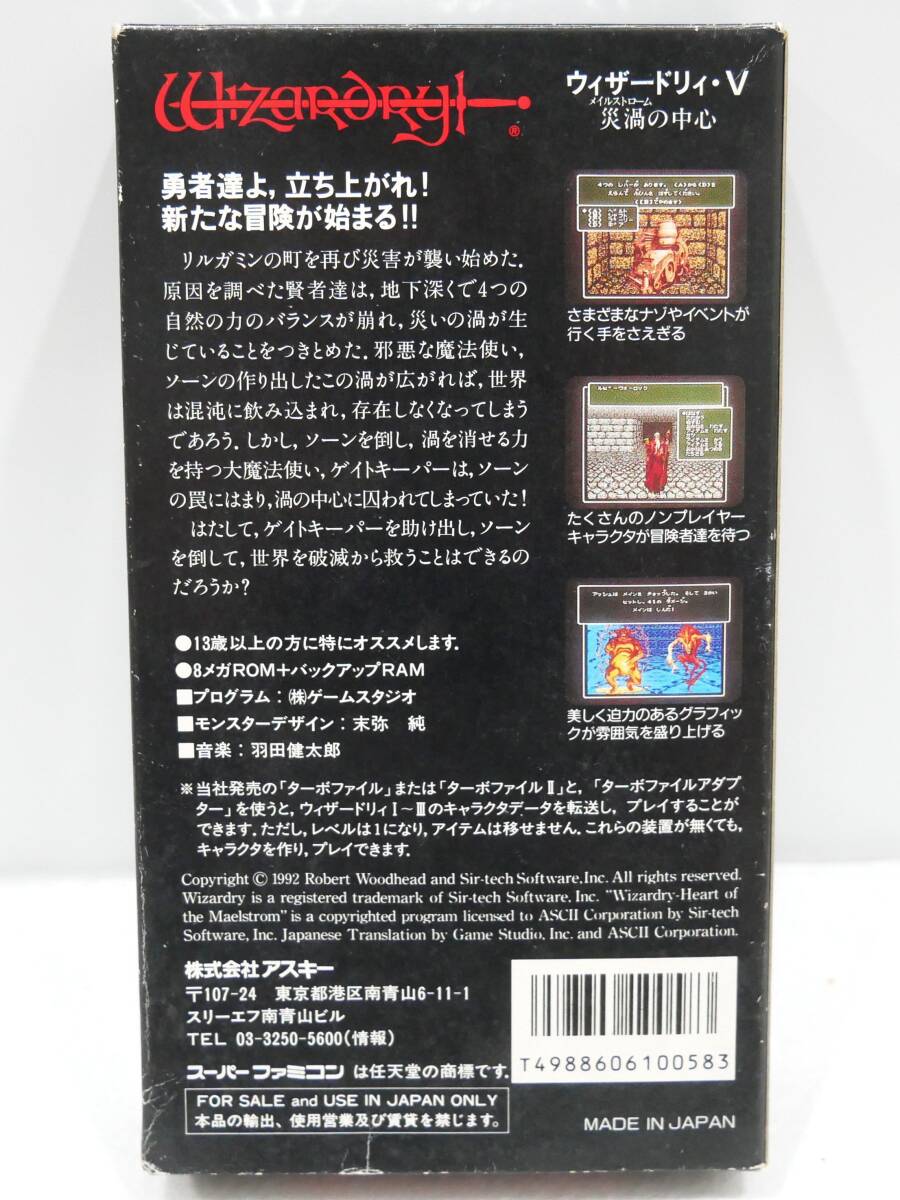 Wizardry®
ウィザードリィ・V
メイルストローム
災渦の中心
勇者達よ，立ち上がれ！
新たな冒険が始まる!!
リルガミンの町を再び災害が襲い始めた．
原因を調べた賢者達は，地下深くで4つの
自然の力のバランスが崩れ，災いの渦が生
じていることをつきとめた．邪悪な魔法使い，
ソーンの作り出したこの渦が広がれば，世界
は混沌に飲み込まれ，存在しなくなってしまう
であろう．しかし，ソーンを倒し，渦を消せる力
を持つ大魔法使い，ゲイトキーパーは，ソーン
の罠にはまり，渦の中心に囚われてしまっていた！
はたして，ゲイトキーパーを助け出し，ソーン
を倒して，世界を破滅から救うことはできるの
だろうか？
さまざまなナゾやイベントが
行く手をさえぎる
たくさんのノンプレイヤー
キャラクタが冒険者達を待つ
美しく迫力のあるグラフィッ
クが雰囲気を盛り上げる
●13歳以上の方に特にオススメします．
●8メガROM＋バックアップRAM
■プログラム：㈱ゲームスタジオ
■モンスターデザイン：末弥　純
■音楽：羽田健太郎
※当社発売の「ターボファイル」または「ターボファイルⅡ」と，「ターボファイルアダプ
ター」を使うと，ウィザードリィⅠ～Ⅲのキャラクタデータを転送し，プレイすることが
できます．ただし，レベルは1になり，アイテムは移せません．これらの装置が無くても，
キャラクタを作り，プレイできます．
Copyright © 1992 Robert Woodhead and Sir-tech Software, Inc. All rights reserved.
Wizardry is a registered trademark of Sir-tech Software, Inc. "Wizardry-Heart of
the Maelstrom" is a copyrighted program licensed to ASCII Corporation by Sir-tech
Software, Inc. Japanese Translation by Game Studio, Inc. and ASCII Corporation.
株式会社アスキー
〒107-24　東京都港区南青山6-11-1
スリーエフ南青山ビル
TEL 03-3250-5600（情報）
スーパーファミコン は任天堂の商標です．
FOR SALE and USE IN JAPAN ONLY
本品の輸出、使用営業及び賃貸を禁じます。
T4988606100583
MADE IN JAPAN